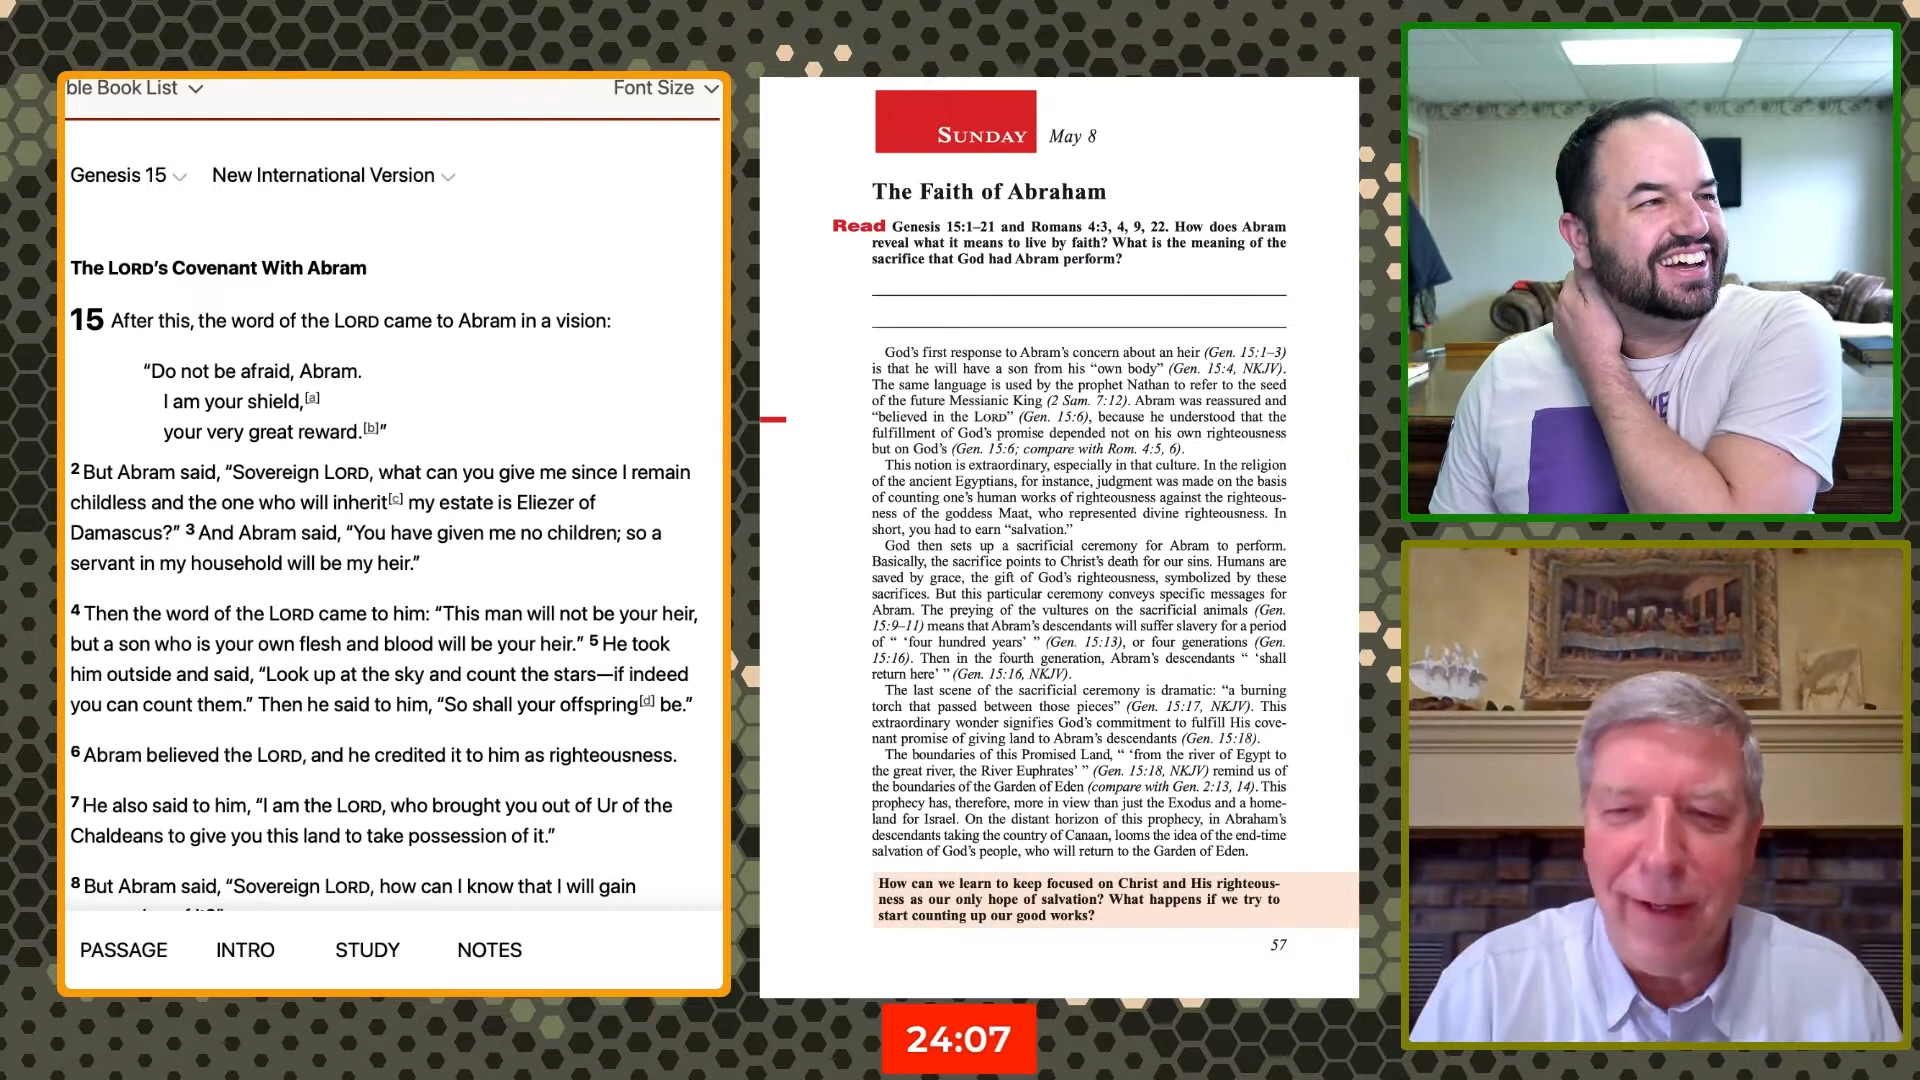 ble Book List
Font Size
Genesis 15
New International Version
The LORD's Covenant With Abram
15 After this, the word of the LORD came to Abram in a vision:
“Do not be afraid, Abram.
I am your shield,[a]
your very great reward.[b]”
2 But Abram said, “Sovereign LORD, what can you give me since I remain
childless and the one who will inherit[c] my estate is Eliezer of
Damascus?” 3 And Abram said, “You have given me no children; so a
servant in my household will be my heir.”
4 Then the word of the LORD came to him: “This man will not be your heir,
but a son who is your own flesh and blood will be your heir.” 5 He took
him outside and said, “Look up at the sky and count the stars—if indeed
you can count them.” Then he said to him, “So shall your offspring[d] be.”
6 Abram believed the LORD, and he credited it to him as righteousness.
7 He also said to him, “I am the LORD, who brought you out of Ur of the
Chaldeans to give you this land to take possession of it.”
8 But Abram said, “Sovereign LORD, how can I know that I will gain
PASSAGE INTRO STUDY NOTES
SUNDAY May 8
The Faith of Abraham
Read Genesis 15:1–21 and Romans 4:3, 4, 9, 22. How does Abram
reveal what it means to live by faith? What is the meaning of the
sacrifice that God had Abram perform?
God's first response to Abram's concern about an heir (Gen. 15:1–3)
is that he will have a son from his “own body” (Gen. 15:4, NKJV).
The same language is used by the prophet Nathan to refer to the seed
of the future Messianic King (2 Sam. 7:12). Abram was reassured and
“believed in the LORD” (Gen. 15:6), because he understood that the
fulfillment of God's promise depended not on his own righteousness
but on God's (Gen. 15:6; compare with Rom. 4:5, 6).
This notion is extraordinary, especially in that culture. In the religion
of the ancient Egyptians, for instance, judgment was made on the basis
of counting one's human works of righteousness against the righteous-
ness of the goddess Maat, who represented divine righteousness. In
short, you had to earn “salvation.”
God then sets up a sacrificial ceremony for Abram to perform.
Basically, the sacrifice points to Christ's death for our sins. Humans are
saved by grace, the gift of God's righteousness, symbolized by these
sacrifices. But this particular ceremony conveys specific messages for
Abram. The preying of the vultures on the sacrificial animals (Gen.
15:9–11) means that Abram's descendants will suffer slavery for a period
of “ ‘four hundred years’ ” (Gen. 15:13), or four generations (Gen.
15:16). Then in the fourth generation, Abram's descendants “ ‘shall
return here’ ” (Gen. 15:16, NKJV).
The last scene of the sacrificial ceremony is dramatic: “a burning
torch that passed between those pieces” (Gen. 15:17, NKJV). This
extraordinary wonder signifies God's commitment to fulfill His cove-
nant promise of giving land to Abram's descendants (Gen. 15:18).
The boundaries of this Promised Land, “ ‘from the river of Egypt to
the great river, the River Euphrates’ ” (Gen. 15:18, NKJV) remind us of
the boundaries of the Garden of Eden (compare with Gen. 2:13, 14). This
prophecy has, therefore, more in view than just the Exodus and a home-
land for Israel. On the distant horizon of this prophecy, in Abraham's
descendants taking the country of Canaan, looms the idea of the end-time
salvation of God's people, who will return to the Garden of Eden.
How can we learn to keep focused on Christ and His righteous-
ness as our only hope of salvation? What happens if we try to
start counting up our good works?
57
24:07